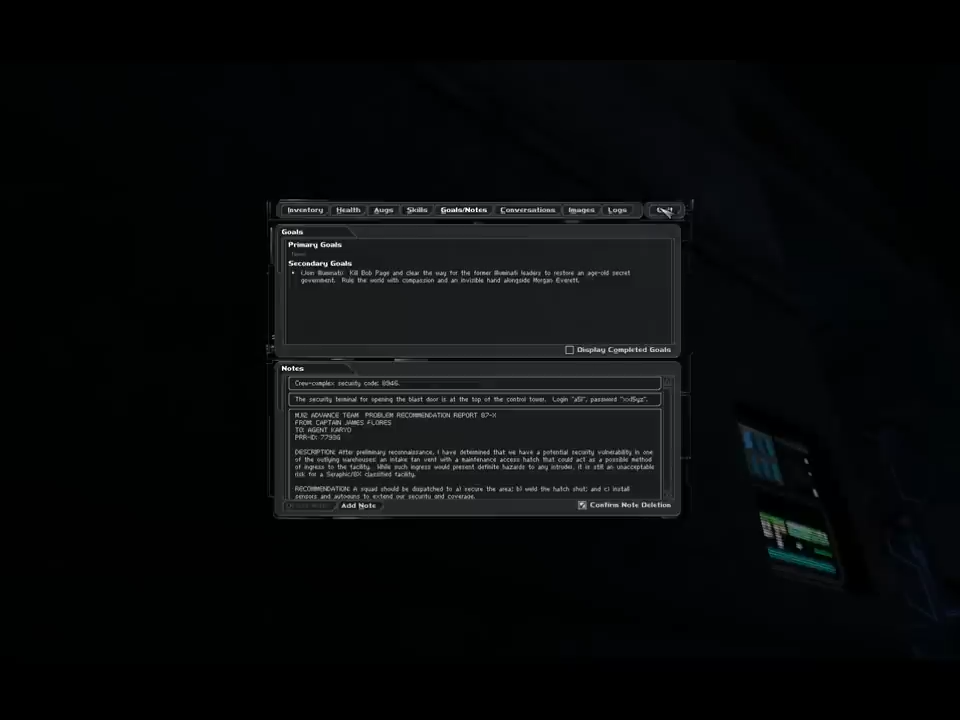 Inventory Health Augs Skills Goals/Notes Conversations Images Logs
Goals
Primary Goals
Secondary Goals
(Join Illuminati): Kill Bob Page and clear the way for the former Illuminati leaders to restore an age-old secret
government. Rule the world with compassion and an invisible hand alongside Morgan Everett.
Display Completed Goals
Notes
Crew-complex security code: 8946.
The security terminal for opening the blast door is at the top of the control tower. Login "a51", password
MJ12 ADVANCE TEAM PROBLEM RECOMMENDATION REPORT 87-X
FROM: CAPTAIN JAMES FLORES
TO: AGENT KARYO
PRR-ID:
DESCRIPTION: After preliminary reconnaissance, I have determined that we have a potential security vulnerability in one
of the outlying warehouses: an intake fan vent with a maintenance access hatch that could act as a possible method
of ingress to the facility. While such ingress would present definite hazards to any intruder, it is still an unacceptable
risk for a Seraphic/8X classified facility.
RECOMMENDATION: A squad should be dispatched to a) secure the area; b) weld the hatch shut; and c) install
sensors and autoguns to extend our security and coverage.
Add Note
Confirm Note Deletion